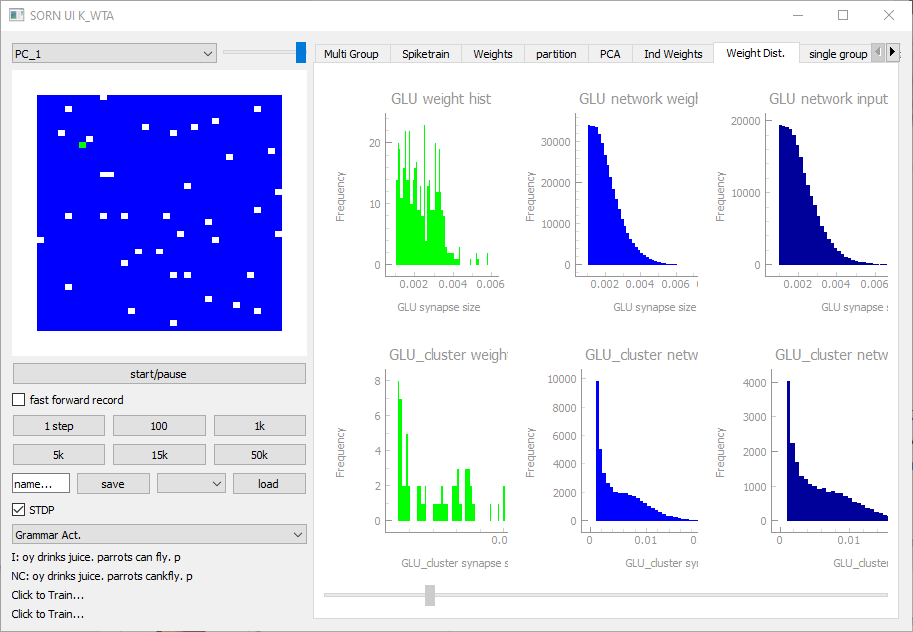 SORN UI K_WTA
PC_1
Multi Group
Spiketrain
Weights
partition
PCA
Ind Weights
Weight Dist.
single group
GLU weight hist
20
10
0
Frequency
0.002 0.004 0.006
GLU synapse size
GLU network weigh
30000
20000
10000
0
Frequency
0.002 0.004 0.006
GLU synapse size
GLU network input
20000
10000
0
Frequency
0.002 0.004 0.006
GLU synapse s
GLU_cluster weight
8
6
4
2
0
Frequency
0.0
GLU_cluster synapse s
GLU_cluster netw
10000
8000
6000
4000
2000
0
Frequency
0 0.01 0
GLU_cluster syn
GLU_cluster netw
4000
3000
2000
1000
0
Frequency
0 0.01
GLU_cluster
start/pause
fast forward record
1 step
100
1k
5k
15k
50k
name...
save
load
STDP
Grammar Act.
I: oy drinks juice. parrots can fly. p
NC: oy drinks juice. parrots cankfly. p
Click to Train...
Click to Train...